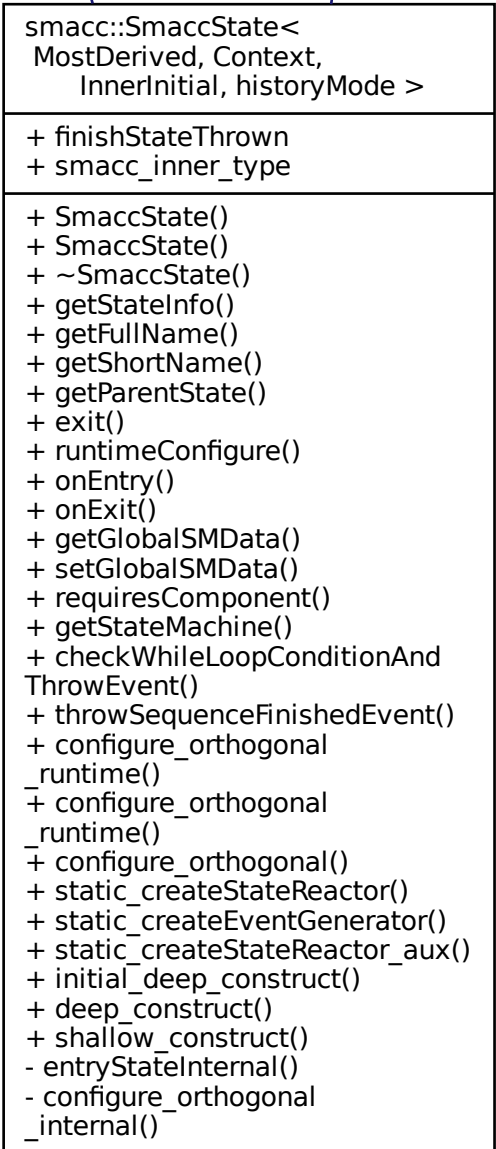 smacc::SmaccState<
MostDerived, Context,
InnerInitial, historyMode >
+ finishStateThrown
+ smacc_inner_type
+ SmaccState()
+ SmaccState()
+ ~SmaccState()
+ getStateInfo()
+ getFullName()
+ getShortName()
+ getParentState()
+ exit()
+ runtimeConfigure()
+ onEntry()
+ onExit()
+ getGlobalSMData()
+ setGlobalSMData()
+ requiresComponent()
+ getStateMachine()
+ checkWhileLoopConditionAnd
ThrowEvent()
+ throwSequenceFinishedEvent()
+ configure_orthogonal
_runtime()
+ configure_orthogonal
_runtime()
+ configure_orthogonal()
+ static_createStateReactor()
+ static_createEventGenerator()
+ static_createStateReactor_aux()
+ initial_deep_construct()
+ deep_construct()
+ shallow_construct()
- entryStateInternal()
- configure_orthogonal
_internal()